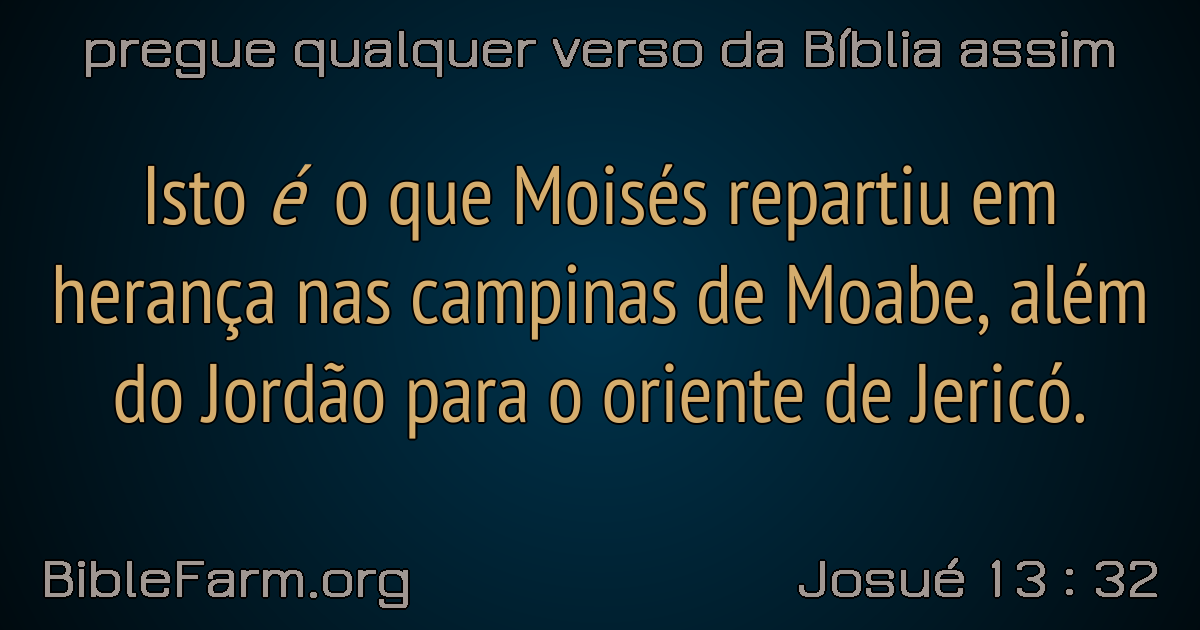 pregue qualquer verso da Bíblia assim
Isto é o que Moisés repartiu em
herança nas campinas de Moabe, além
do Jordão para o oriente de Jericó.
BibleFarm.org
Josué 13 : 32